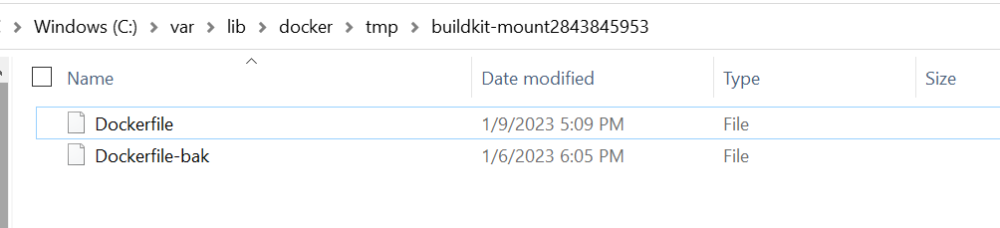 Windows (C:) > var > lib > docker > tmp > buildkit-mount2843845953
Name Date modified Type Size
Dockerfile 1/9/2023 5:09 PM File
Dockerfile-bak 1/6/2023 6:05 PM File